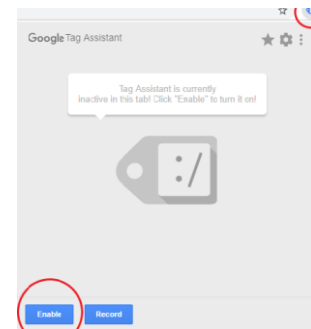 Google Tag Assistant
Tag Assistant is currently
inactive in this tab! Click "Enable" to turn it on!
:/
Enable
Record